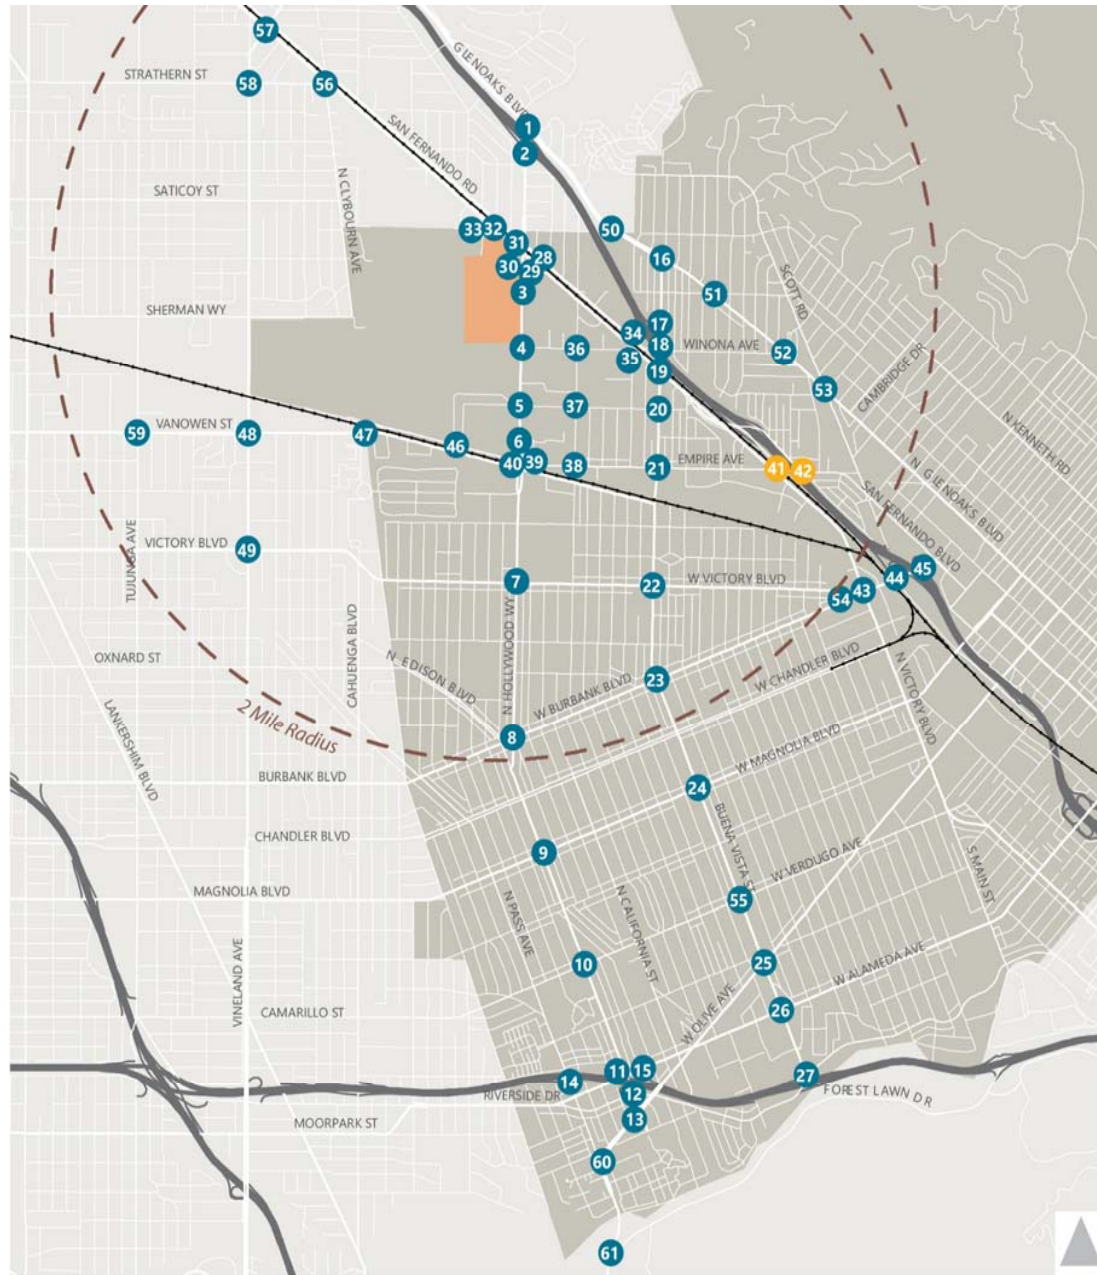 57
GLENOAKS BLVD
STRATHERN ST
58
56
1
2
SAN FERNANDO RD
SATICOY ST
N CLYBOURN AVE
33
32
31
50
28
30
29
16
SCOTT RD
3
51
SHERMAN WY
34
17
4
36
18
WINONA AVE
52
35
19
CAMBRIDGE DR
53
5
37
20
N KENNETH RD
VANOWEN ST
59
48
47
46
6
40
39
38
21
EMPIRE AVE
41
42
N GLENOAKS BLVD
SAN FERNANDO BLVD
TUJUNGA AVE
VICTORY BLVD
49
7
22
W VICTORY BLVD
54
43
44
45
OXNARD ST
CAHUENGA BLVD
N EDISON BLVD
N HOLLYWOOD WY
W BURBANK BLVD
23
W CHANDLER BLVD
N VICTORY BLVD
LANKERSHIM BLVD
2 Mile Radius
8
W MAGNOLIA BLVD
BURBANK BLVD
24
BUENA VISTA ST
CHANDLER BLVD
9
W VERDUGO AVE
S MAIN ST
MAGNOLIA BLVD
N PASS AVE
N CALIFORNIA ST
55
VINELAND AVE
10
25
W ALAMEDA AVE
W OLIVE AVE
CAMARILLO ST
26
11
15
14
RIVERSIDE DR
12
27
FOREST LAWN DR
MOORPARK ST
13
60
61